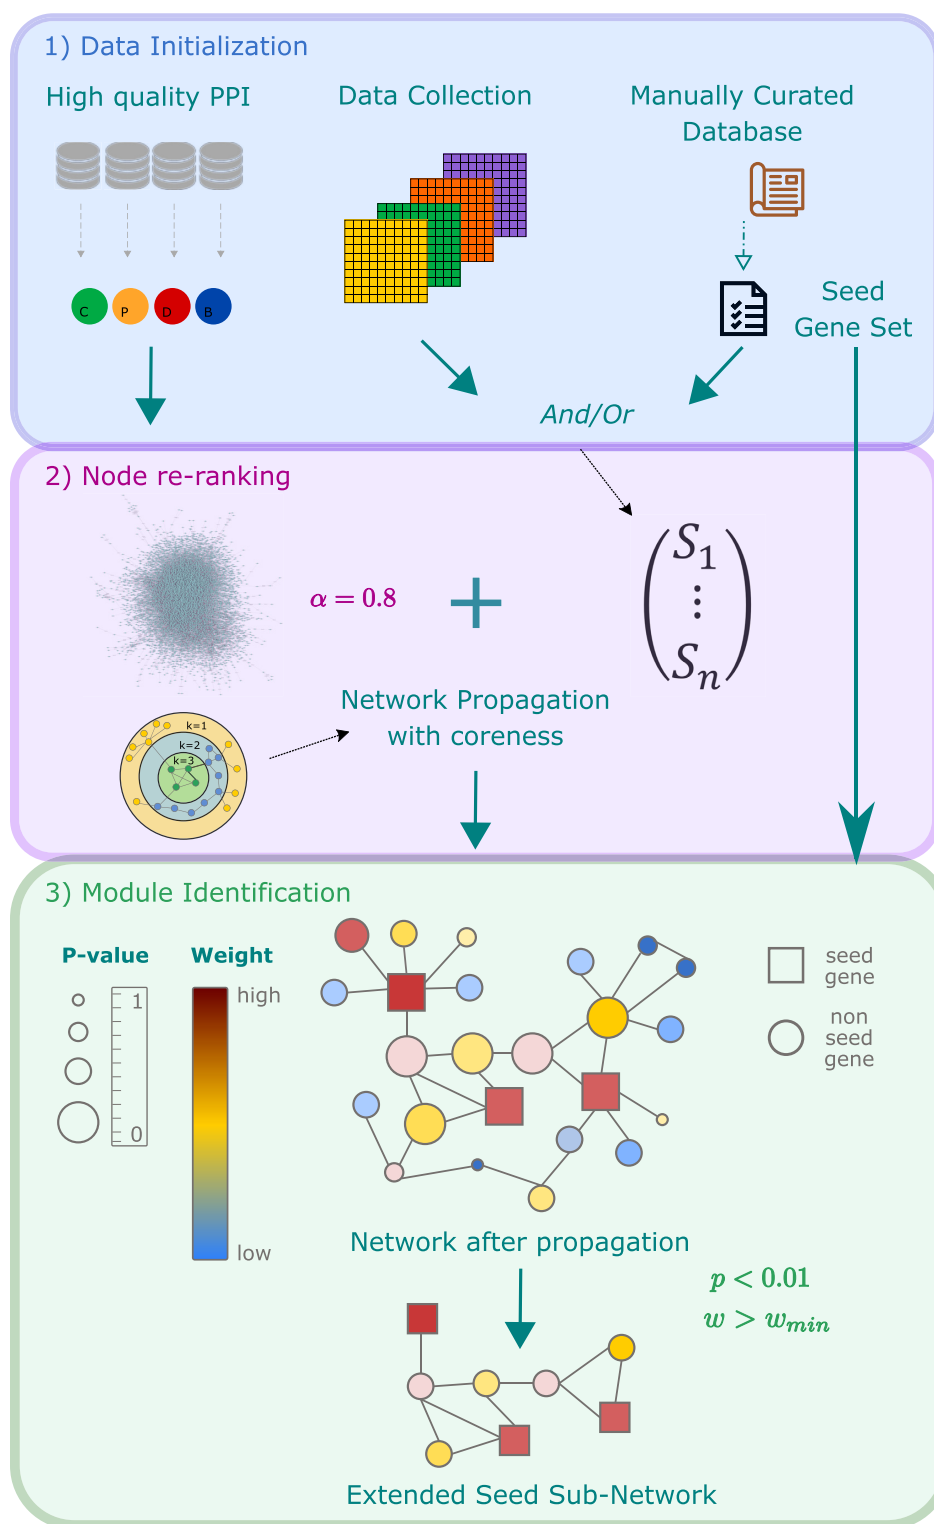 1) Data Initialization
High quality PPI
Data Collection
Manually Curated
Database
C P D B
Seed
Gene Set
And/Or
2) Node re-ranking
α = 0.8
+
S1
⋮
Sn
Network Propagation
with coreness
k=1
k=2
k=3
3) Module Identification
P-value
Weight
1
0
high
low
seed
gene
non
seed
gene
Network after propagation
p < 0.01
w > wmin
Extended Seed Sub-Network